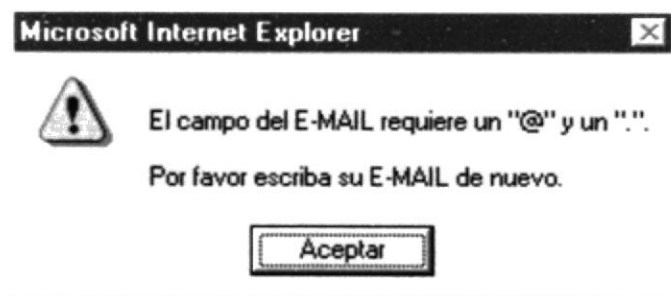 Microsoft Internet Explorer
El campo del E-MAIL requiere un "@" y un ".".
Por favor escriba su E-MAIL de nuevo.
Aceptar